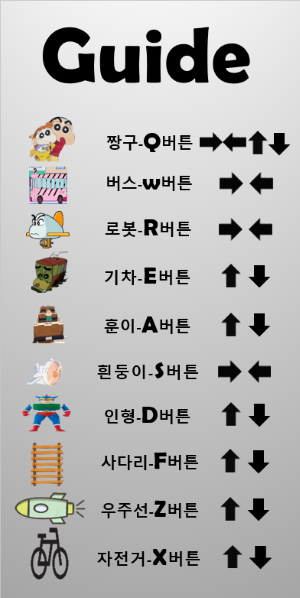 Guide
짱구-Q버튼
버스-w버튼
로봇-R버튼
기차-E버튼
훈이-A버튼
흰둥이-S버튼
인형-D버튼
사다리-F버튼
우주선-Z버튼
자전거-X버튼